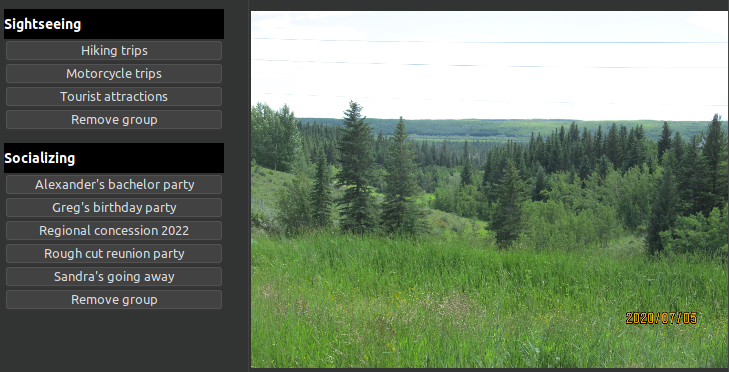 Sightseeing
Hiking trips
Motorcycle trips
Tourist attractions
Remove group
Socializing
Alexander's bachelor party
Greg's birthday party
Regional concession 2022
Rough cut reunion party
Sandra's going away
Remove group
2020/07/05